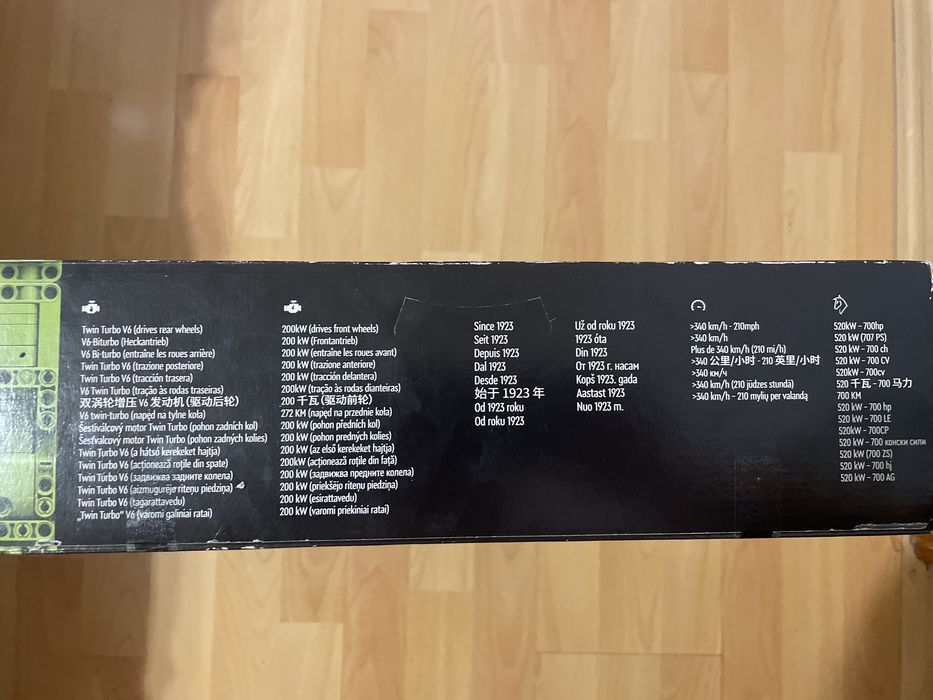 Twin Turbo V6 (drives rear wheels)
V6-Biturbo (Heckantrieb)
V6 Bi-turbo (entraîne les roues arrière)
Twin Turbo V6 (trazione posteriore)
Twin Turbo V6 (tracción trasera)
V6 Twin Turbo (tração às rodas traseiras)
双涡轮增压 V6 发动机 (驱动后轮)
V6 twin-turbo (napęd na tylne koła)
Šestiválcový motor Twin Turbo (pohon zadních kol)
Šesťvalcový motor Twin Turbo (pohon zadných kolies)
Twin Turbo V6 (a hátsó kerekeket hajtja)
Twin Turbo V6 (acționează roțile din spate)
Twin Turbo V6 (задвижва задните колела)
Twin Turbo V6 (aizmugurējo riteņu piedziņa)
Twin Turbo V6 (tagarattavedu)
„Twin Turbo“ V6 (varomi galiniai ratai)
200kW (drives front wheels)
200 kW (Frontantrieb)
200 kW (entraîne les roues avant)
200 kW (trazione anteriore)
200 kW (tracción delantera)
200kW (tração às rodas dianteiras)
200 千瓦 (驱动前轮)
272 KM (napęd na przednie koła)
200 kW (pohon předních kol)
200 kW (pohon predných kolies)
200 kW (az első kerekeket hajtja)
200kW (acționează roțile din față)
200 kW (задвижва предните колела)
200 kW (priekšējo riteņu piedziņa)
200 kW (esirattavedu)
200 kW (varomi priekiniai ratai)
Since 1923
Seit 1923
Depuis 1923
Dal 1923
Desde 1923
始于 1923 年
Od 1923 roku
Od roku 1923
Už od roku 1923
1923 óta
Din 1923
От 1923 г. насам
Kopš 1923. gada
Aastast 1923
Nuo 1923 m.
>340 km/h - 210mph
>340 km/h
Plus de 340 km/h (210 mi/h)
>340 公里/小时 - 210 英里/小时
>340 км/ч
>340 km/h (210 jūdzes stundā)
>340 km/h – 210 mylių per valandą
520kW - 700hp
520 kW (707 PS)
520 kW - 700 ch
520 kW - 700 CV
520kW - 700cv
520 千瓦 - 700 马力
700 KM
520 kW - 700 hp
520 kW - 700 LE
520kW - 700CP
520 kW - 700 конски сили
520 kW (700 ZS)
520 kW - 700 hj
520 kW - 700 AG